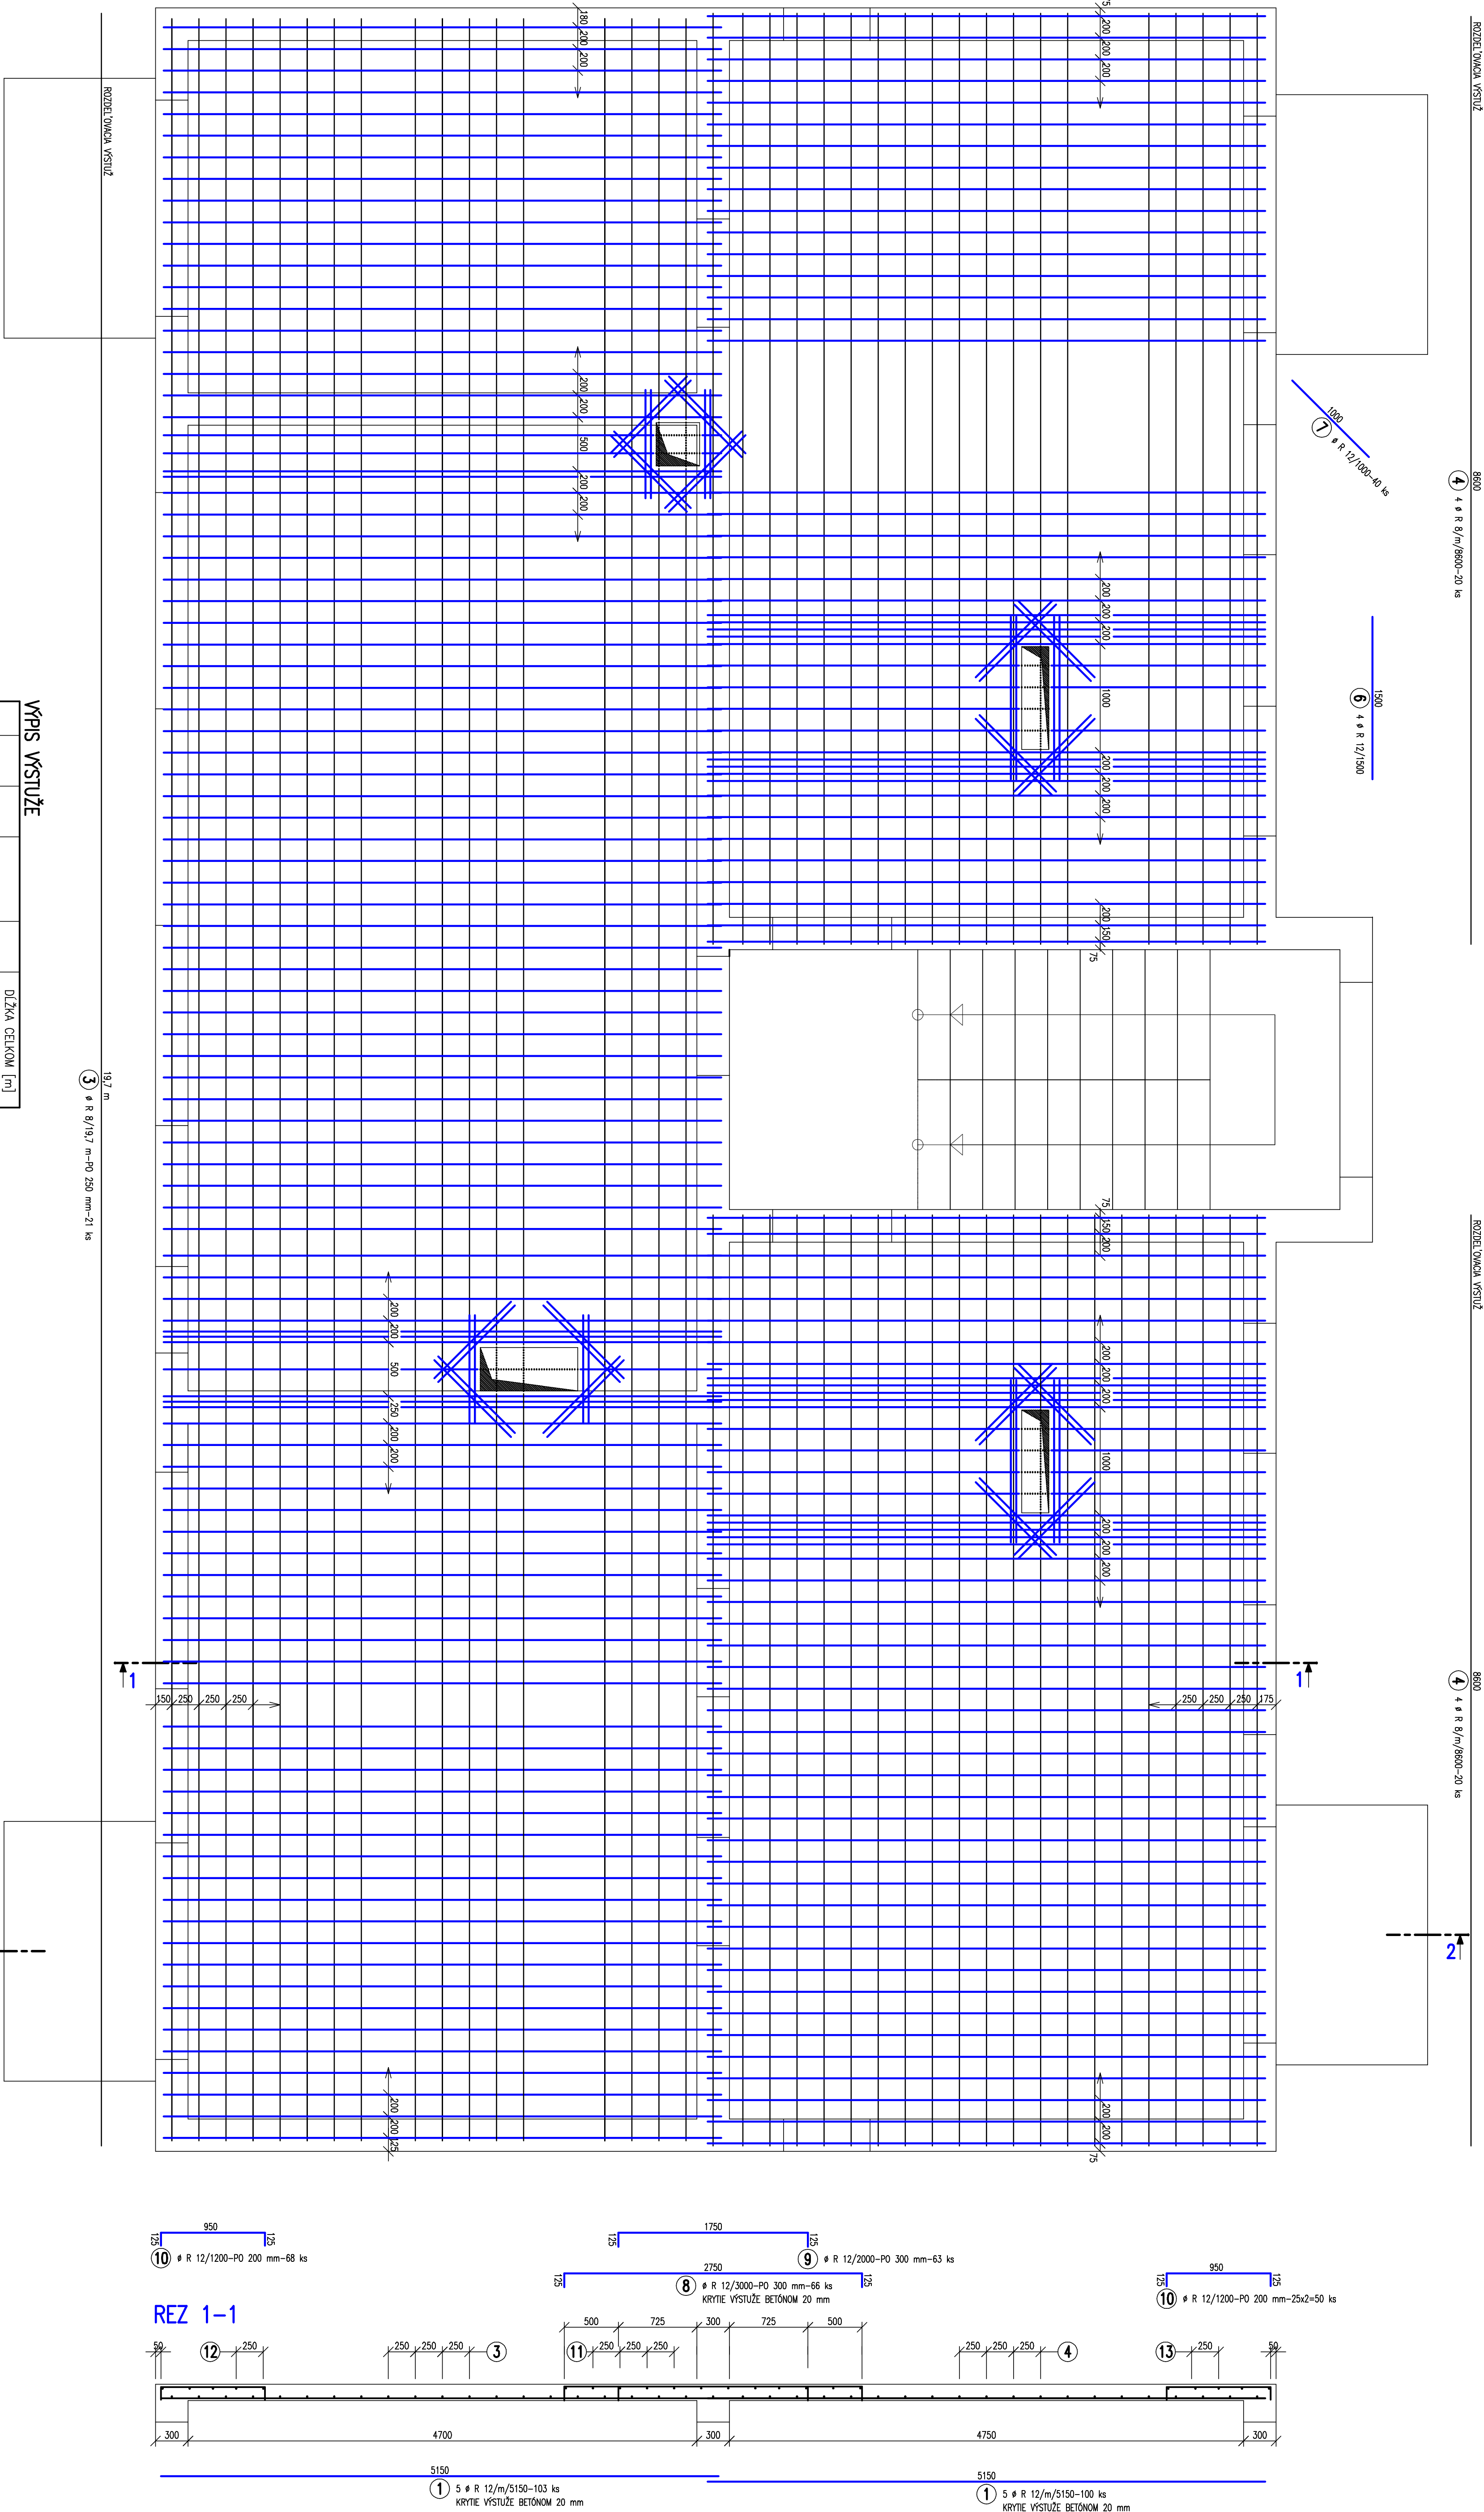 ROZDEĽOVACIA VÝSTUŽ
8600
④ 4 ø R 8/m/8600-20 ks
ROZDEĽOVACIA VÝSTUŽ
8600
④ 4 ø R 8/m/8600-20 ks
1000
⑦ ø R 12/1000-40 ks
1500
⑥ 4 ø R 12/1500
200 200 200
200 200 200 1000 200 200 200
200 150 75
75 150 200
200 200 200 1000 200 200 200
200 200 75
180 200 200
200 200 500 200 200
200 200 500 250 200 200
200 200 125
150 250 250 250
250 250 250 175
1
1
2
ROZDEĽOVACIA VÝSTUŽ
19,7 m
③ ø R 8/19,7 m-PO 250 mm-21 ks
VÝPIS VÝSTUŽE
DĹŽKA CELKOM [m]
125 950 125
⑩ ø R 12/1200-PO 200 mm-68 ks
125 1750 125
⑨ ø R 12/2000-PO 300 mm-63 ks
125 2750 125
⑧ ø R 12/3000-PO 300 mm-66 ks
KRYTIE VÝSTUŽE BETÓNOM 20 mm
125 950 125
⑩ ø R 12/1200-PO 200 mm-25x2=50 ks
REZ 1-1
500 725 300 725 500
50 ⑫ 250 250 250 250 ③ ⑪ 250 250 250 250 250 250 ④ ⑬ 250 50
300 4700 300 4750 300
5150
① 5 ø R 12/m/5150-103 ks
KRYTIE VÝSTUŽE BETÓNOM 20 mm
5150
① 5 ø R 12/m/5150-100 ks
KRYTIE VÝSTUŽE BETÓNOM 20 mm